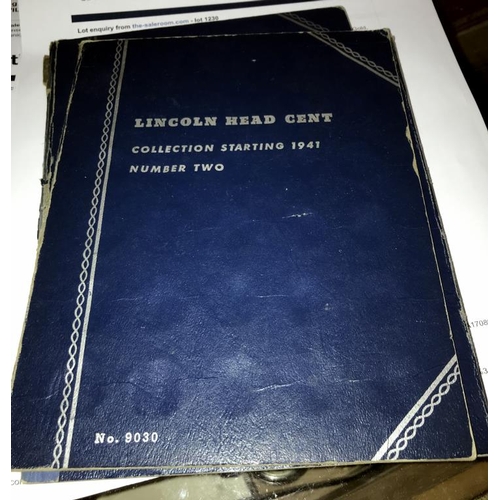 Lot enquiry from the-saleroom.com - lot 1230
LINCOLN HEAD CENT
COLLECTION STARTING 1941
NUMBER TWO
No. 9030